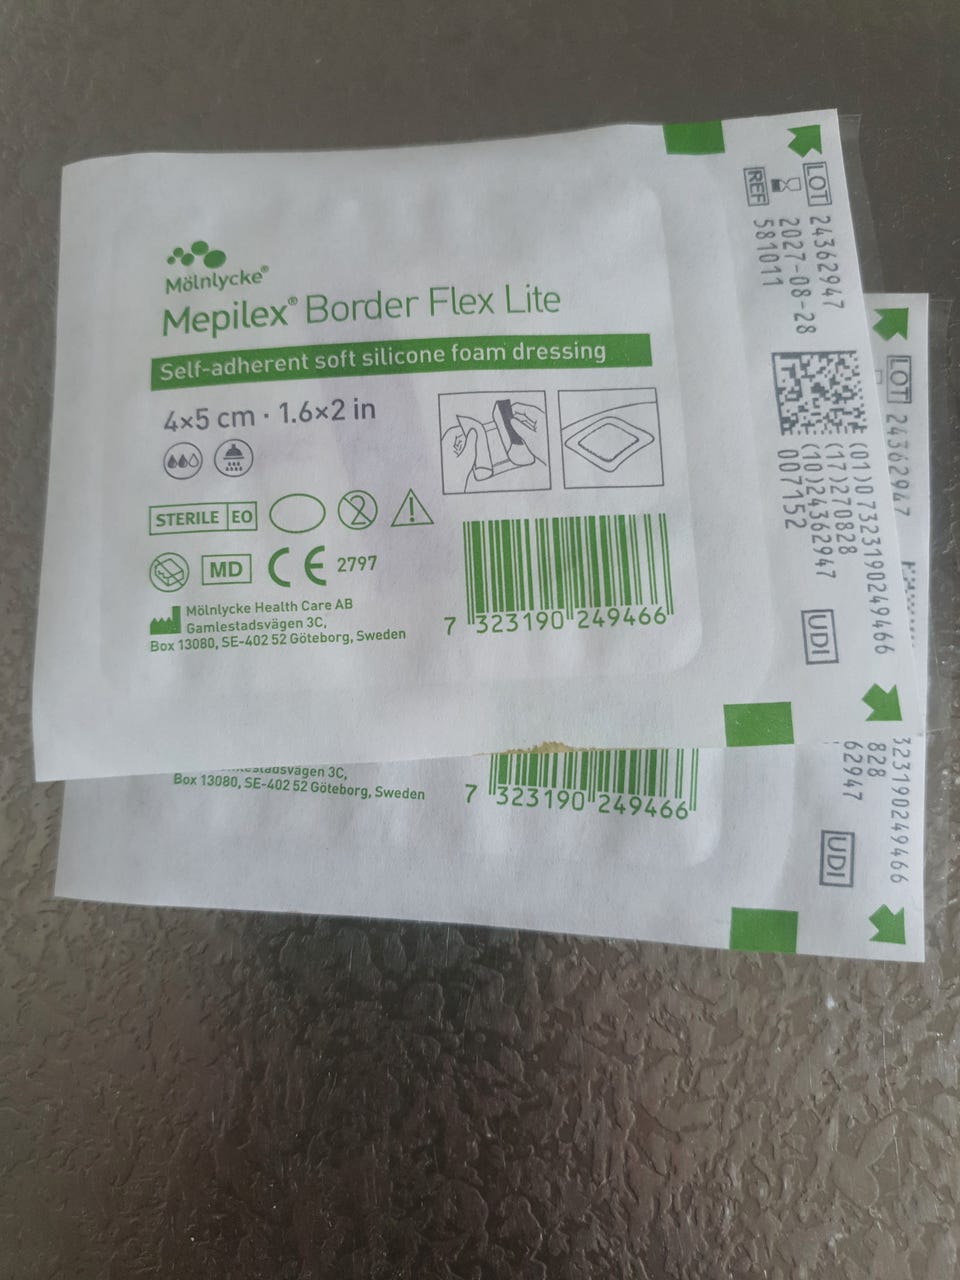 Mölnlycke®
Mepilex® Border Flex Lite
Self-adherent soft silicone foam dressing
4×5 cm · 1.6×2 in
STERILE EO
2
MD
CE 2797
Mölnlycke Health Care AB
Gamlestadsvägen 3C,
Box 13080, SE-402 52 Göteborg, Sweden
7 323190 249466
LOT 24362947
2027-08-28
REF 581011
(01)07323190249466
(17)270828
(10)24362947
007152
UDI
LOT 24362947
3C,
Box 13080, SE-402 52 Göteborg, Sweden
7 323190 249466
323190249466
828
62947
UDI